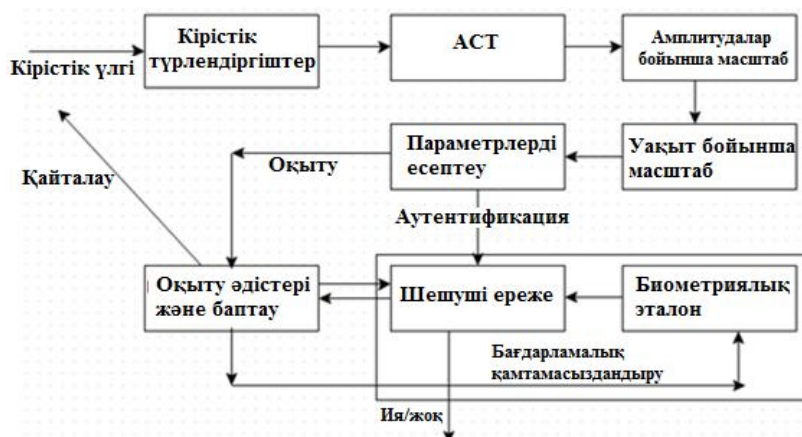 Кірістік үлгі
Кірістік
түрлендіргіштер
АСТ
Амплитудалар
бойынша масштаб
Уақыт бойынша
масштаб
Параметрлерді
есептеу
Оқыту
Қайталау
Аутентификация
Оқыту әдістері
және баптау
Шешуші ереже
Биометриялық
эталон
Бағдарламалық
қамтамасыздандыру
Ия/жоқ